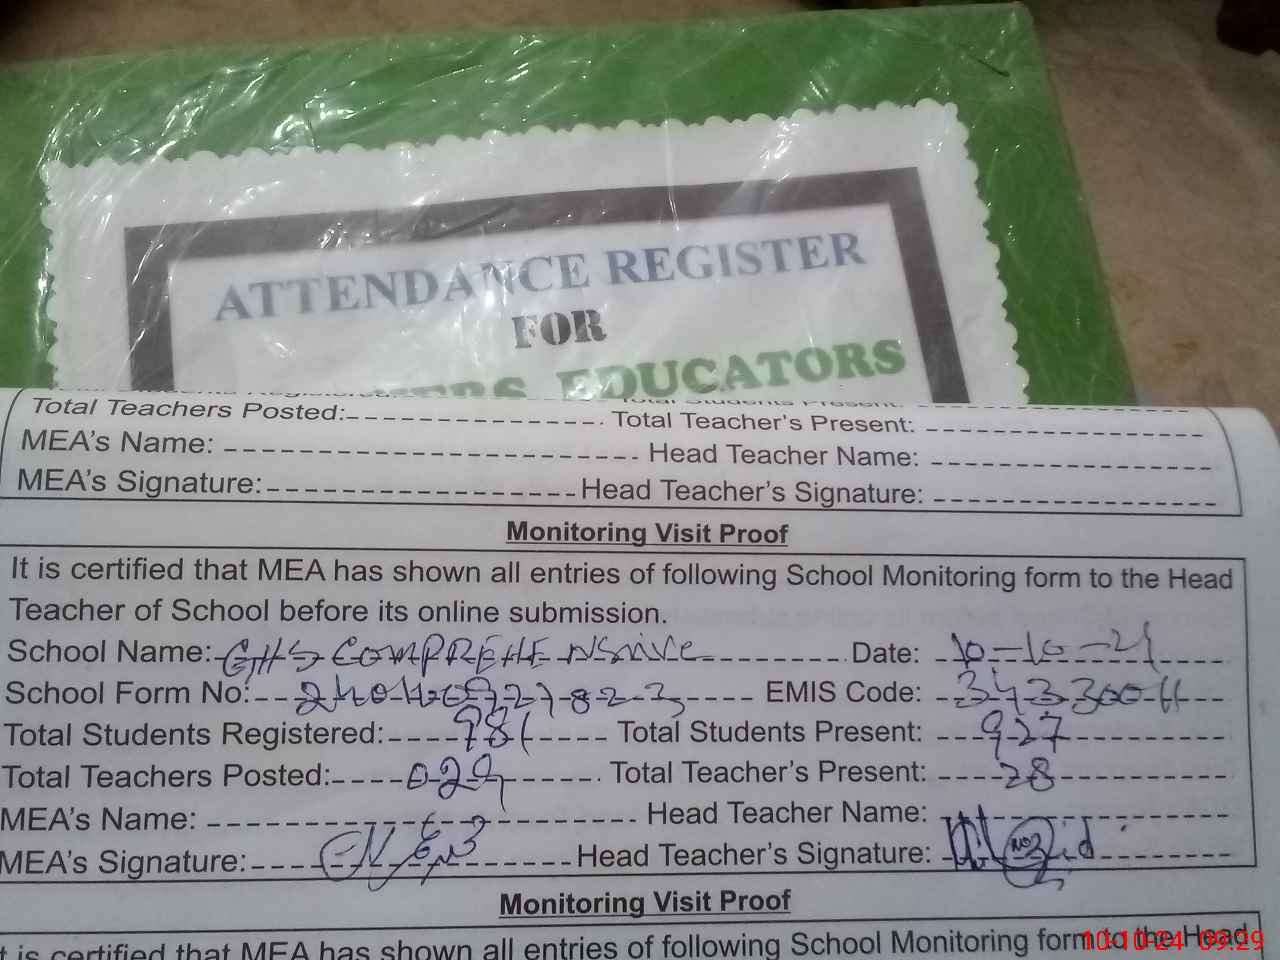 ATTENDANCE REGISTER
FOR
EDUCATORS
Total Teachers Posted: Total Teacher's Present:
MEA's Name: Head Teacher Name:
MEA's Signature: Head Teacher's Signature:
Monitoring Visit Proof
It is certified that MEA has shown all entries of following School Monitoring form to the Head
Teacher of School before its online submission.
School Name: GHS COMPREHENSIVE Date: 10-10-24
School Form No: EMIS Code:
Total Students Registered: 981 Total Students Present: 927
Total Teachers Posted: 029 Total Teacher's Present: 28
MEA's Name: Head Teacher Name:
MEA's Signature: Head Teacher's Signature:
Monitoring Visit Proof
t is certified that MEA has shown all entries of following School Monitoring form to the Head
10-10-24 09:29